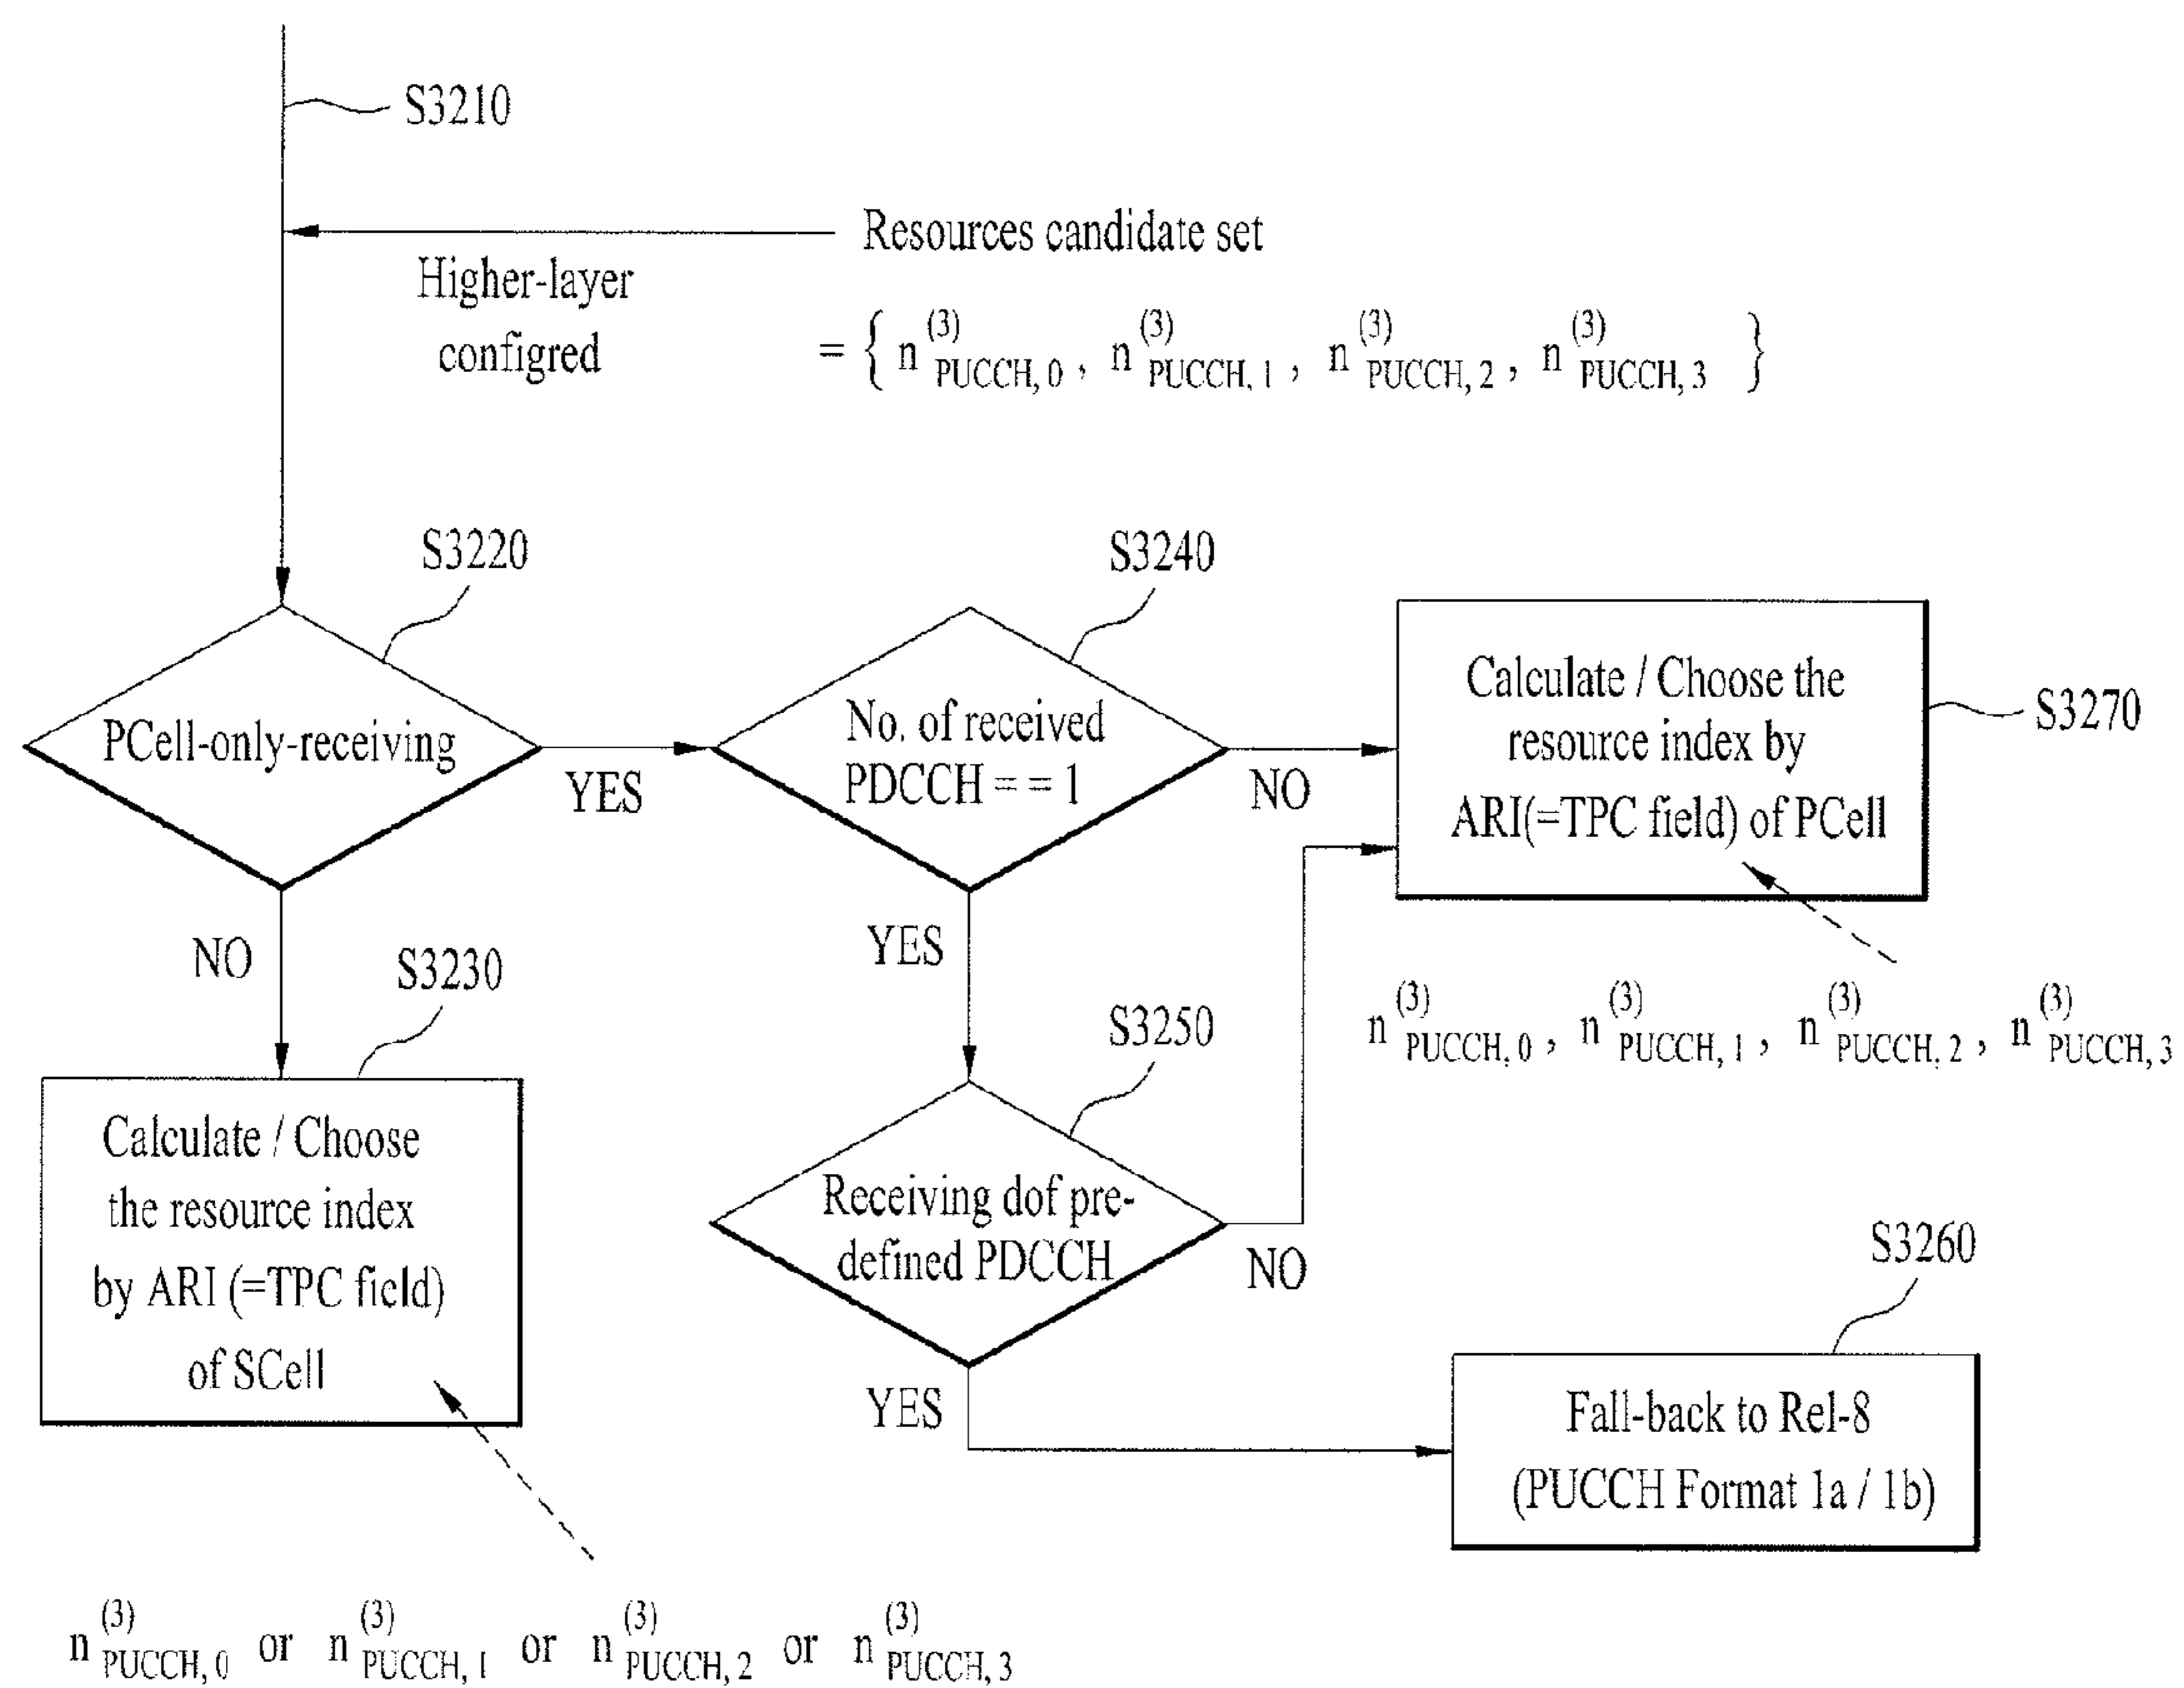 S3210
Resources candidate set
Higher-layer
configred
= { n^{(3)}_{PUCCH, 0} , n^{(3)}_{PUCCH, 1} , n^{(3)}_{PUCCH, 2} , n^{(3)}_{PUCCH, 3} }
S3220
PCell-only-receiving
YES
NO
S3230
Calculate / Choose
the resource index
by ARI (=TPC field)
of SCell
n^{(3)}_{PUCCH, 0} or n^{(3)}_{PUCCH, 1} or n^{(3)}_{PUCCH, 2} or n^{(3)}_{PUCCH, 3}
S3240
No. of received
PDCCH = = 1
NO
YES
S3250
Receiving dof pre-
defined PDCCH
NO
YES
S3270
Calculate / Choose the
resource index by
ARI(=TPC field) of PCell
n^{(3)}_{PUCCH, 0} , n^{(3)}_{PUCCH, 1} , n^{(3)}_{PUCCH, 2} , n^{(3)}_{PUCCH, 3}
S3260
Fall-back to Rel-8
(PUCCH Format 1a / 1b)